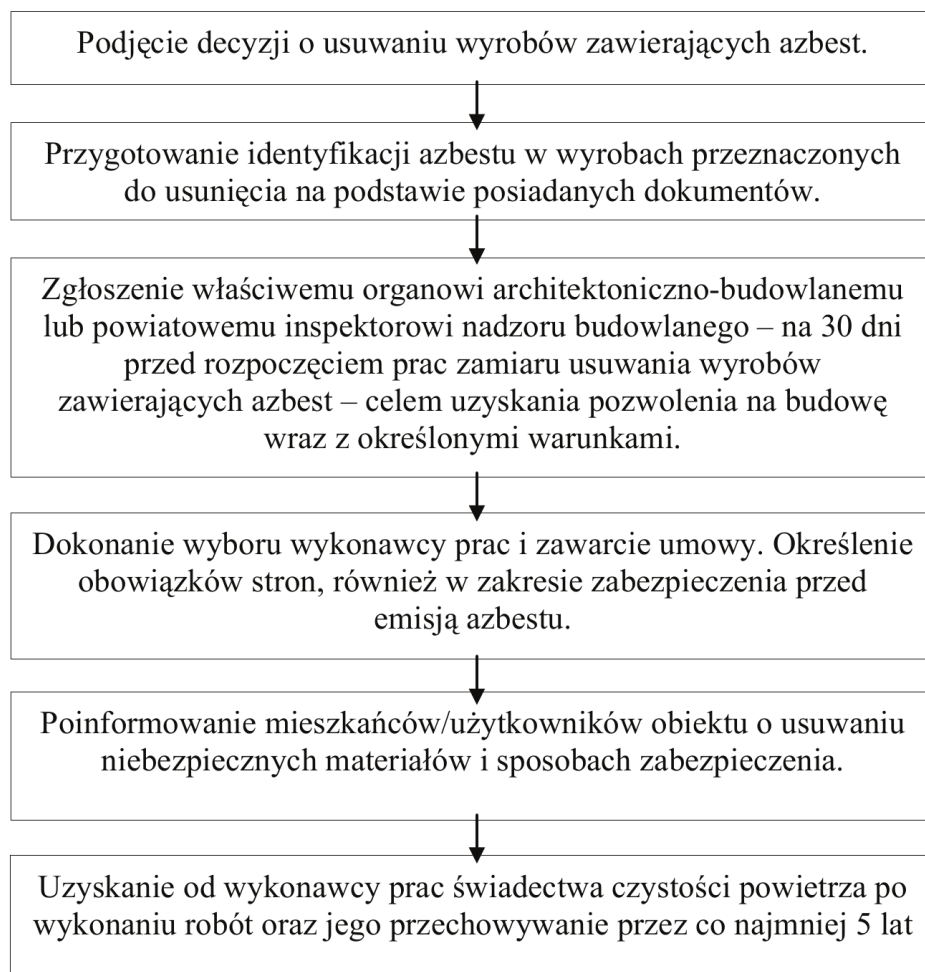 Podjęcie decyzji o usuwaniu wyrobów zawierających azbest.
Przygotowanie identyfikacji azbestu w wyrobach przeznaczonych
do usunięcia na podstawie posiadanych dokumentów.
Zgłoszenie właściwemu organowi architektoniczno-budowlanemu
lub powiatowemu inspektorowi nadzoru budowlanego – na 30 dni
przed rozpoczęciem prac zamiaru usuwania wyrobów
zawierających azbest – celem uzyskania pozwolenia na budowę
wraz z określonymi warunkami.
Dokonanie wyboru wykonawcy prac i zawarcie umowy. Określenie
obowiązków stron, również w zakresie zabezpieczenia przed
emisją azbestu.
Poinformowanie mieszkańców/użytkowników obiektu o usuwaniu
niebezpiecznych materiałów i sposobach zabezpieczenia.
Uzyskanie od wykonawcy prac świadectwa czystości powietrza po
wykonaniu robót oraz jego przechowywanie przez co najmniej 5 lat